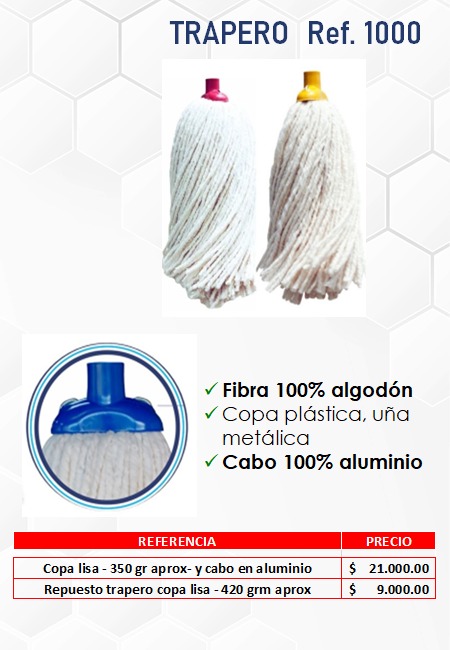 TRAPERO Ref. 1000
✓ Fibra 100% algodón
✓ Copa plástica, uña
metálica
✓ Cabo 100% aluminio
REFERENCIA PRECIO
Copa lisa - 350 gr aprox- y cabo en aluminio $ 21.000.00
Repuesto trapero copa lisa - 420 grm aprox $ 9.000.00